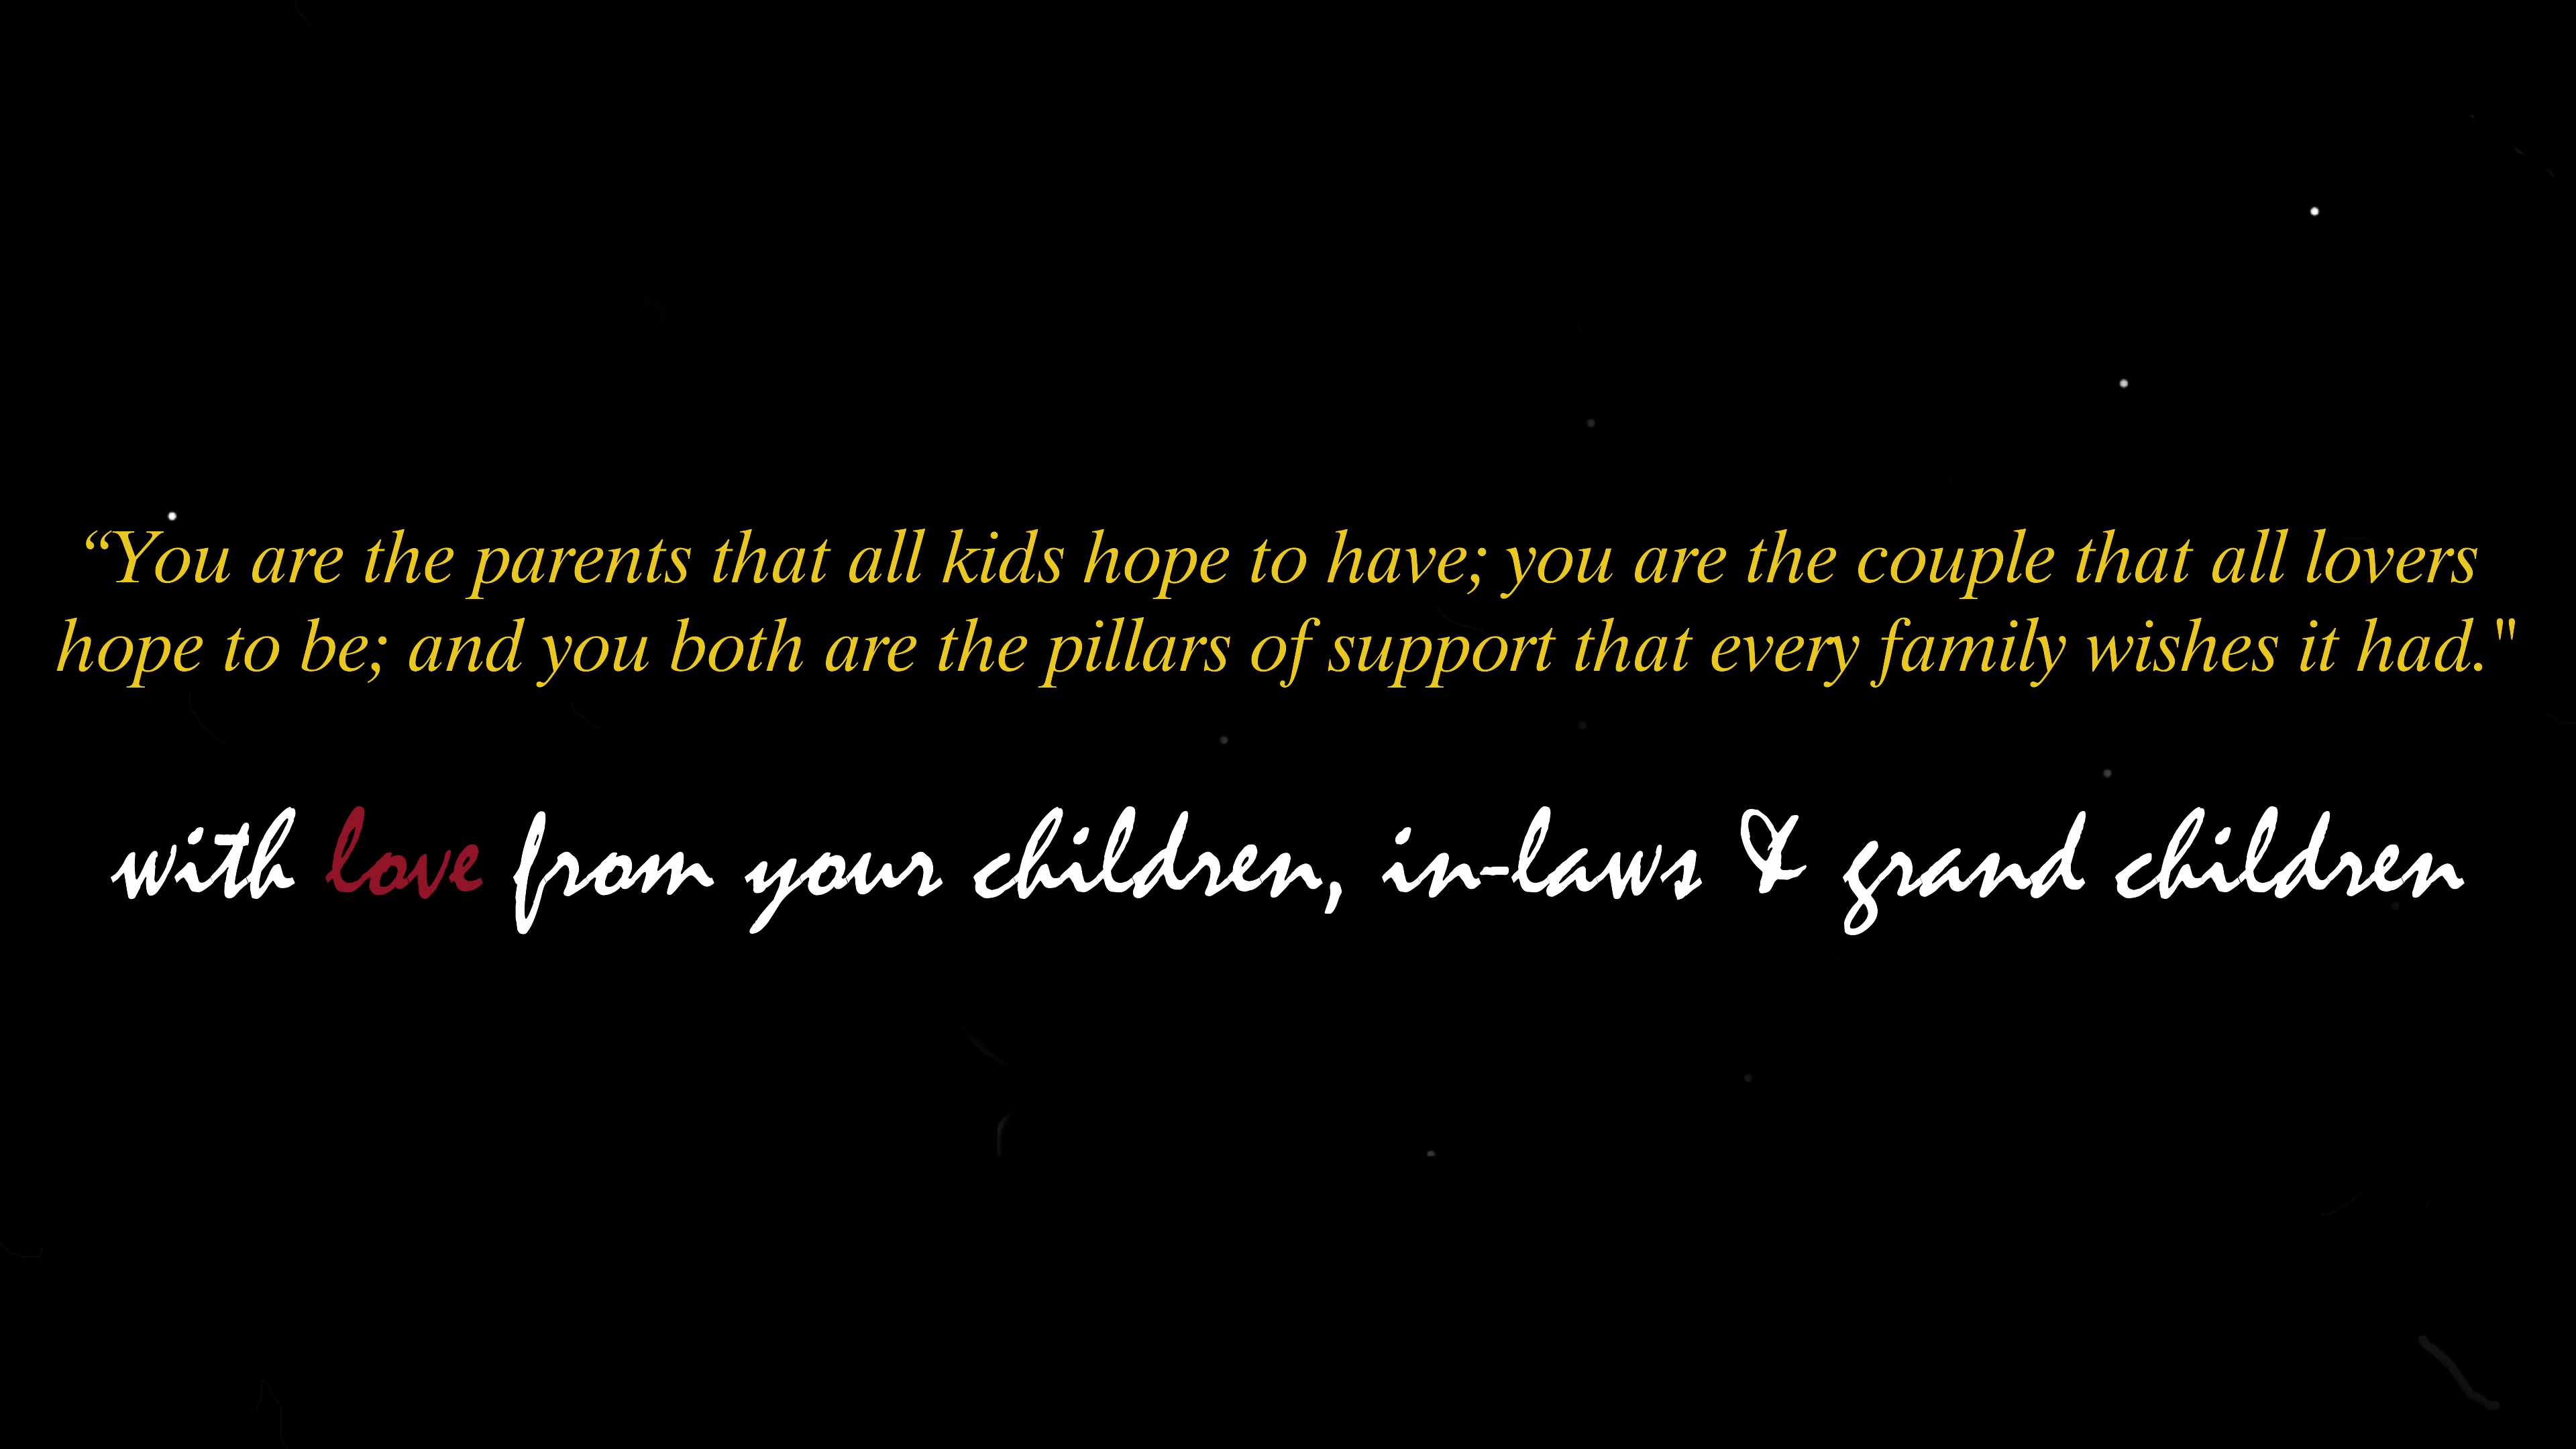 “You are the parents that all kids hope to have; you are the couple that all lovers
hope to be; and you both are the pillars of support that every family wishes it had."
with love from your children, in-laws & grand children